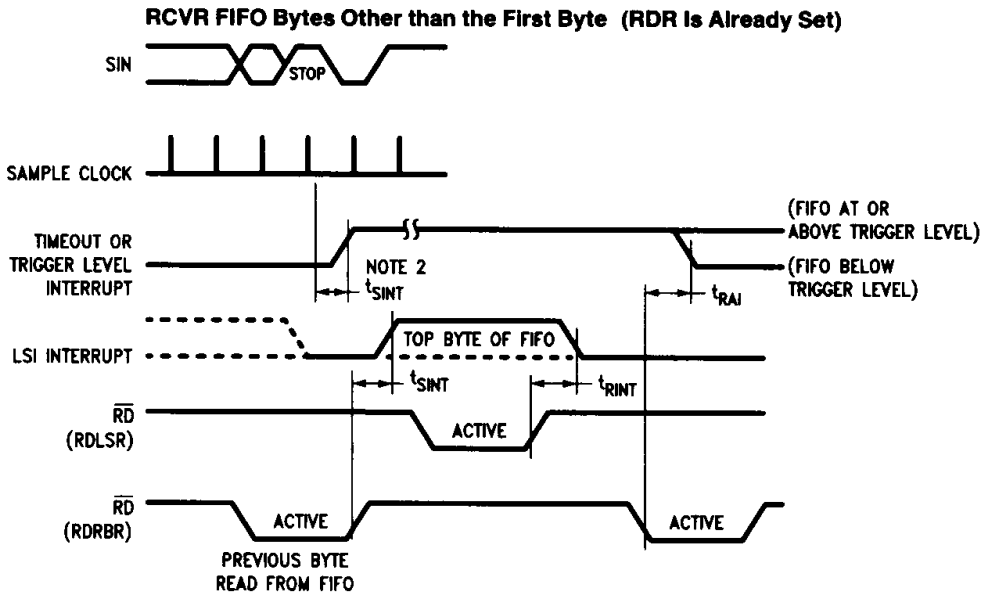 RCVR FIFO Bytes Other than the First Byte (RDR Is Already Set)
SIN
STOP
SAMPLE CLOCK
TIMEOUT OR
TRIGGER LEVEL
INTERRUPT
NOTE 2
tSINT
(FIFO AT OR
ABOVE TRIGGER LEVEL)
(FIFO BELOW
TRIGGER LEVEL)
tRAI
LSI INTERRUPT
TOP BYTE OF FIFO
tSINT
tRINT
RD
(RDLSR)
ACTIVE
RD
(RDRBR)
ACTIVE
ACTIVE
PREVIOUS BYTE
READ FROM FIFO